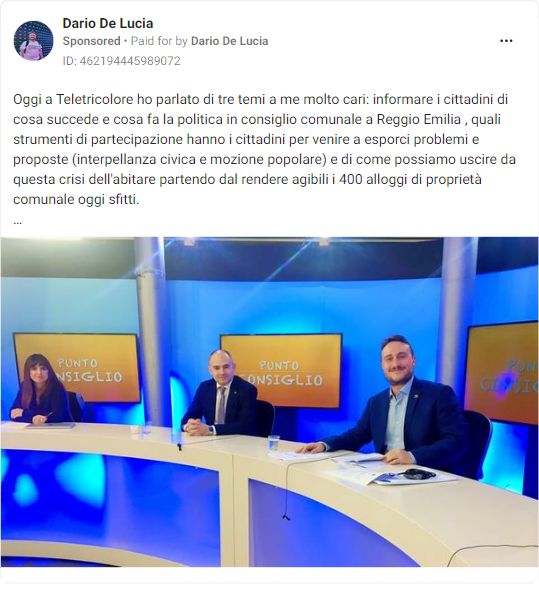 Dario De Lucia
Sponsored • Paid for by Dario De Lucia
ID: 462194445989072
Oggi a Teletricolore ho parlato di tre temi a me molto cari: informare i cittadini di
cosa succede e cosa fa la politica in consiglio comunale a Reggio Emilia , quali
strumenti di partecipazione hanno i cittadini per venire a esporci problemi e
proposte (interpellanza civica e mozione popolare) e di come possiamo uscire da
questa crisi dell'abitare partendo dal rendere agibili i 400 alloggi di proprietà
comunale oggi sfitti.
...
PUNTO
NSIGLIO
PUNTO
CONSIGLIO
PUNT
CONSIG